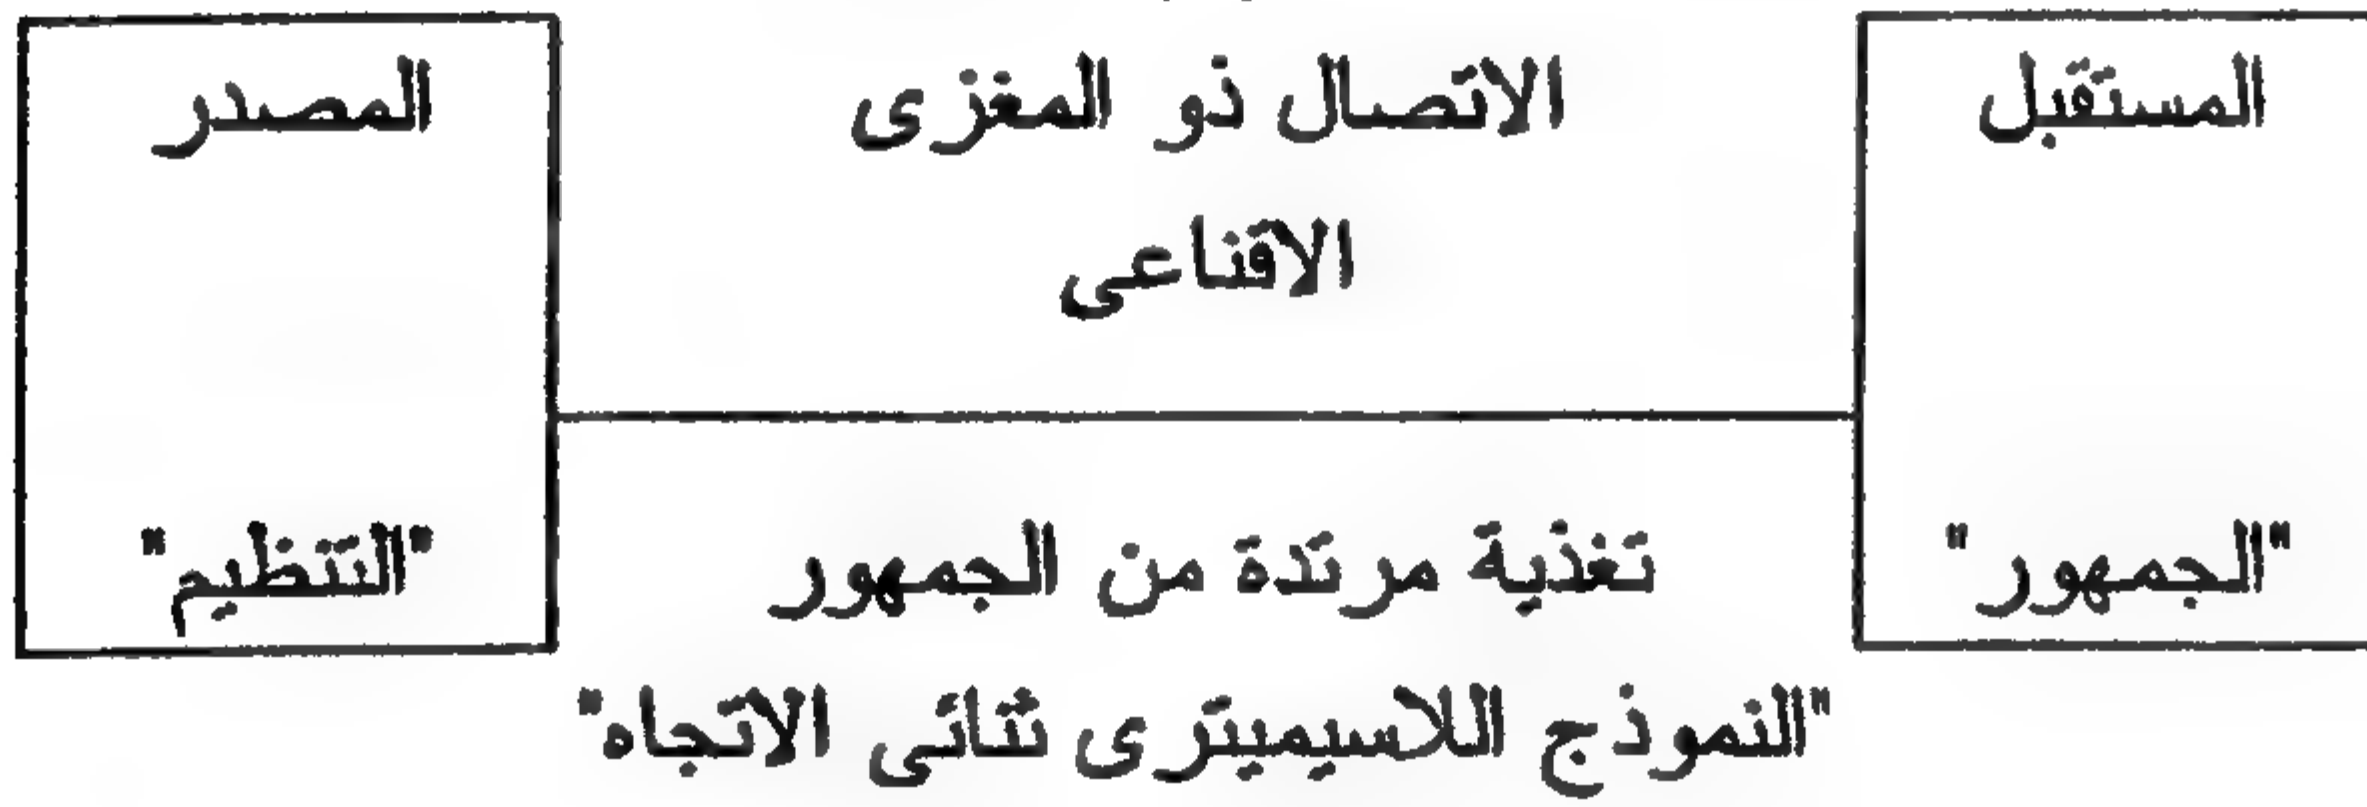 المستقبل
الاتصال ذو المغزى
المصدر
الاقناعى
"الجمهور"
تغذية مرتدة من الجمهور
"التنظيم"
"النموذج اللاسيميترى ثنائى الاتجاه"